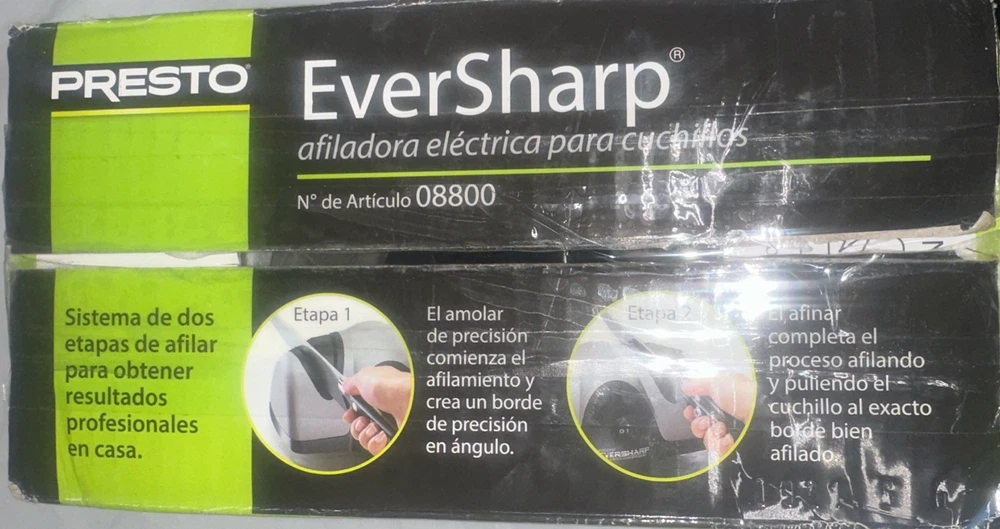 PRESTO
EverSharp®
afiladora eléctrica para cuchillos
N° de Artículo 08800
Sistema de dos
etapas de afilar
para obtener
resultados
profesionales
en casa.
Etapa 1
El amolar
de precisión
comienza el
afilamiento y
crea un borde
de precisión
en ángulo.
Etapa 2
EVERSHARP
El afinar
completa el
proceso afilando
y puliendo el
cuchillo al exacto
borde bien
afilado.